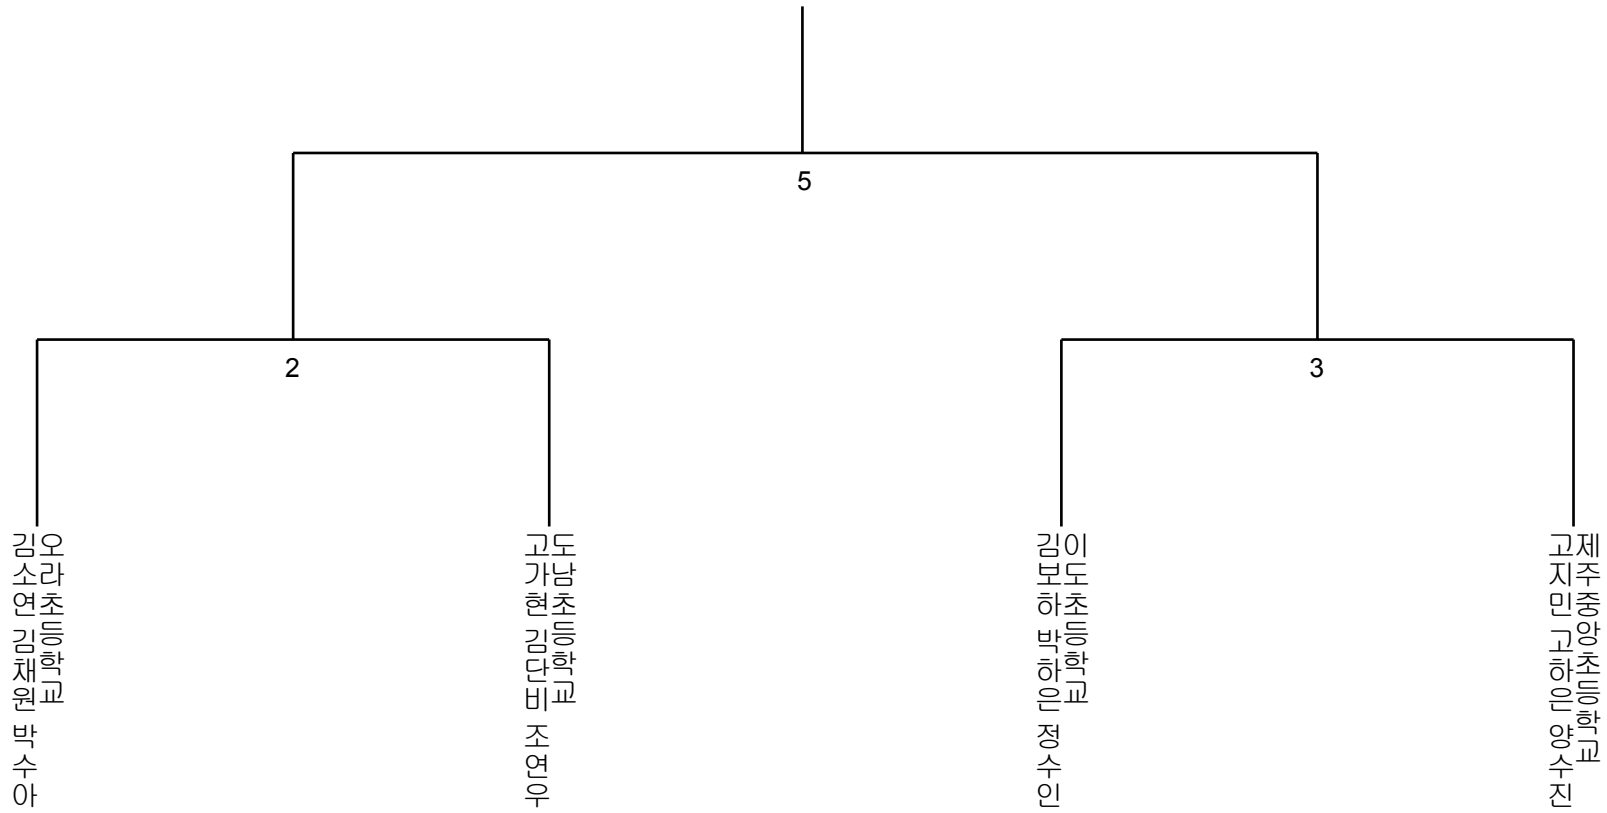 5
2
3
오라초등학교
김소연 김채원 박수아
도남초등학교
고가현 김단비 조연우
이도초등학교
김보하 박하은 정수인
제주중앙초등학교
고지민 고하은 양수진